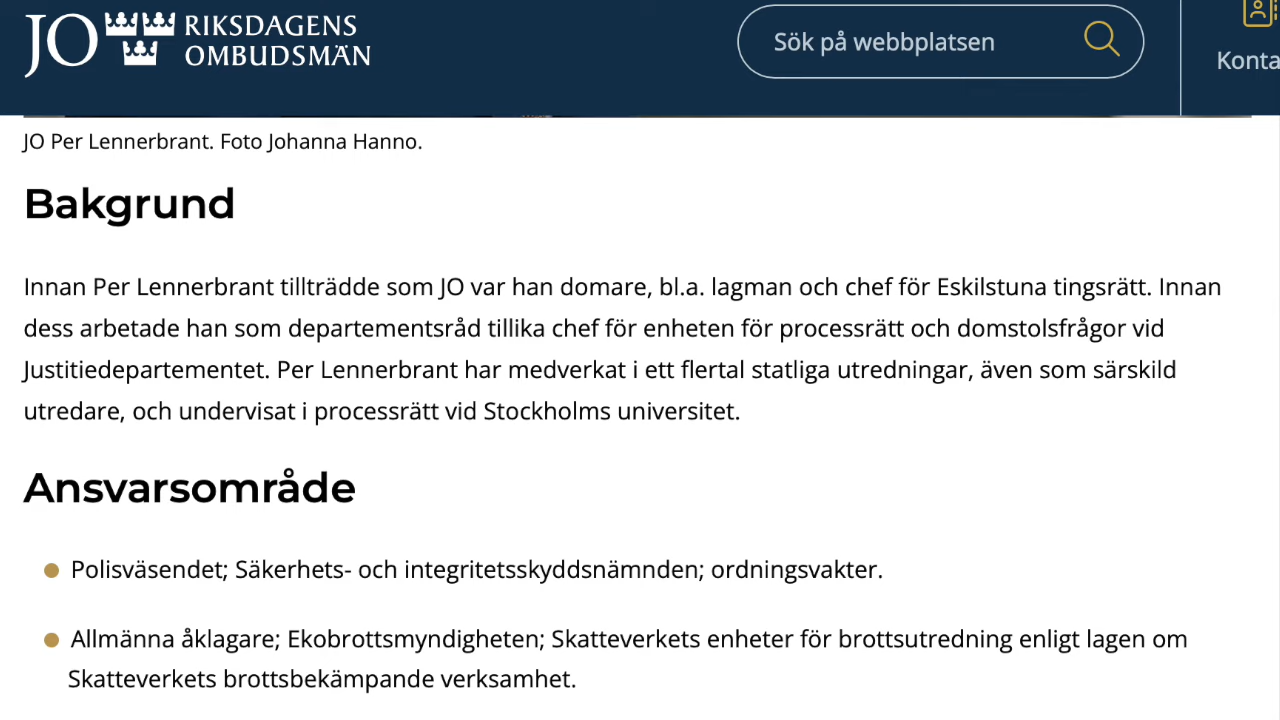 JO RIKSDAGENS
OMBUDSMÄN
Sök på webbplatsen
Konta
JO Per Lennerbrant. Foto Johanna Hanno.
Bakgrund
Innan Per Lennerbrant tillträdde som JO var han domare, bl.a. lagman och chef för Eskilstuna tingsrätt. Innan
dess arbetade han som departementsråd tillika chef för enheten för processrätt och domstolsfrågor vid
Justitiedepartementet. Per Lennerbrant har medverkat i ett flertal statliga utredningar, även som särskild
utredare, och undervisat i processrätt vid Stockholms universitet.
Ansvarsområde
Polisväsendet; Säkerhets- och integritetsskyddsnämnden; ordningsvakter.
Allmänna åklagare; Ekobrottsmyndigheten; Skatteverkets enheter för brottsutredning enligt lagen om
Skatteverkets brottsbekämpande verksamhet.